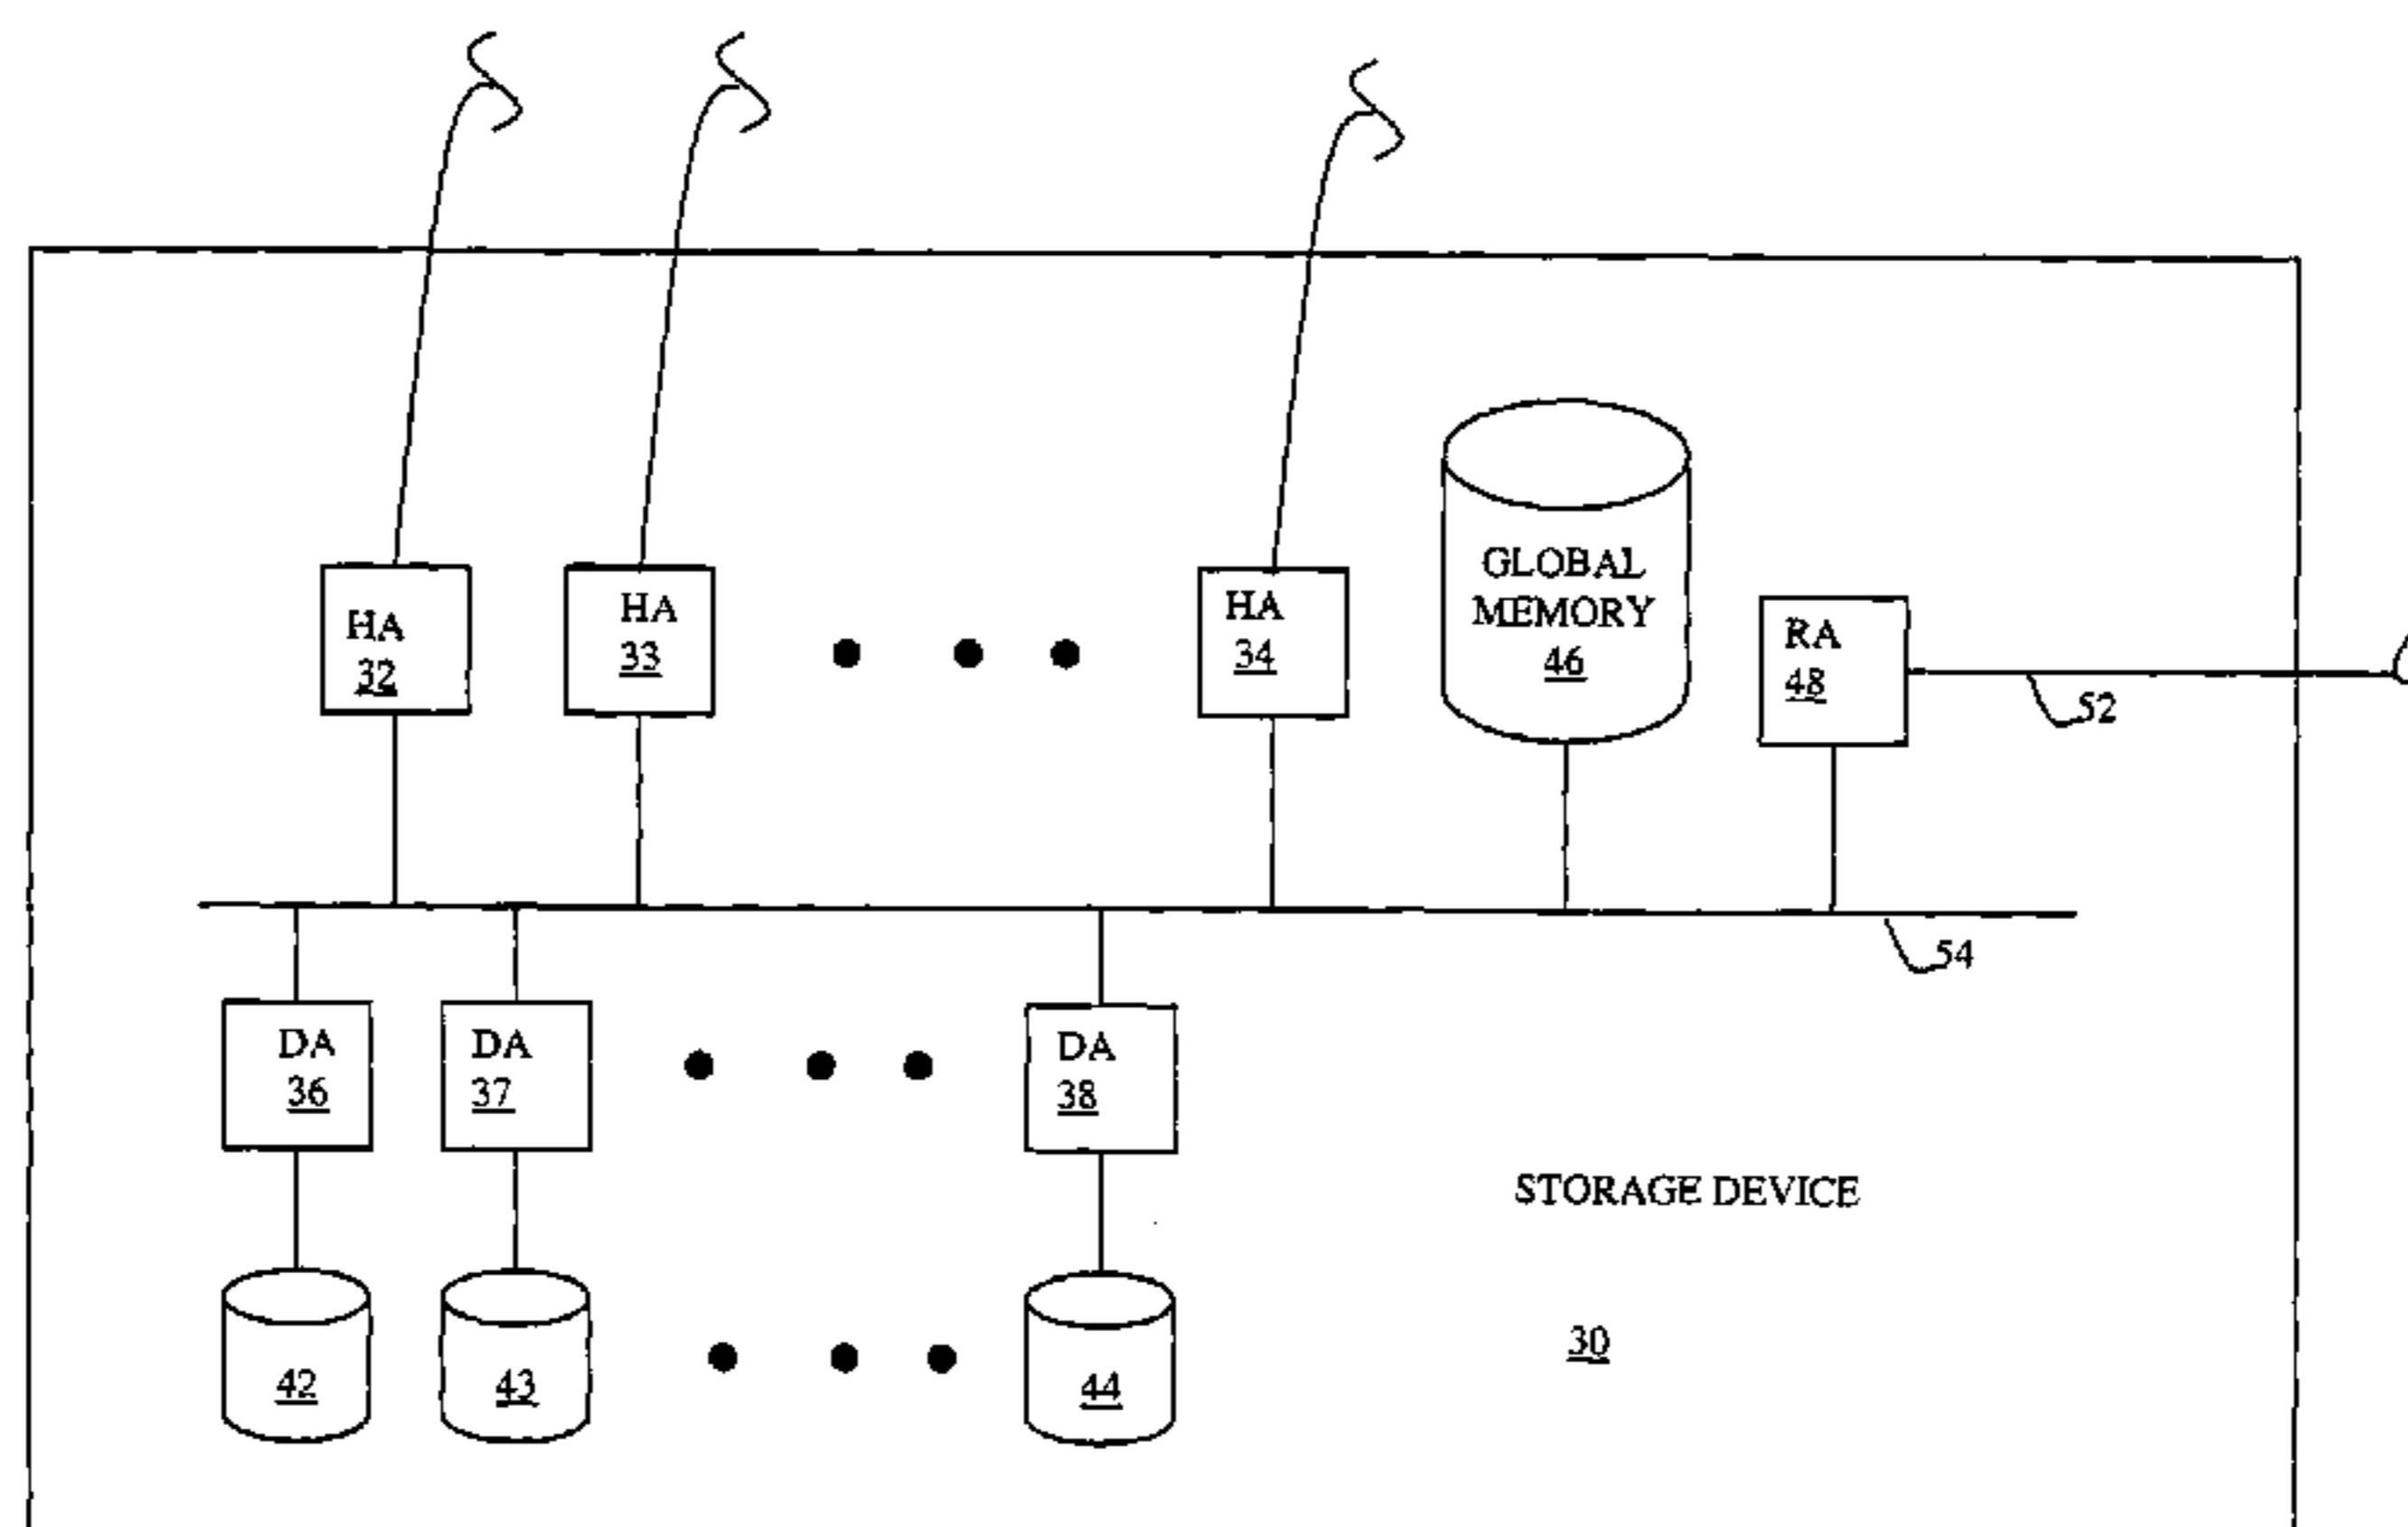 HA
32
HA
33
HA
34
GLOBAL
MEMORY
46
RA
48
52
54
DA
36
DA
37
DA
38
STORAGE DEVICE
30
42
43
44